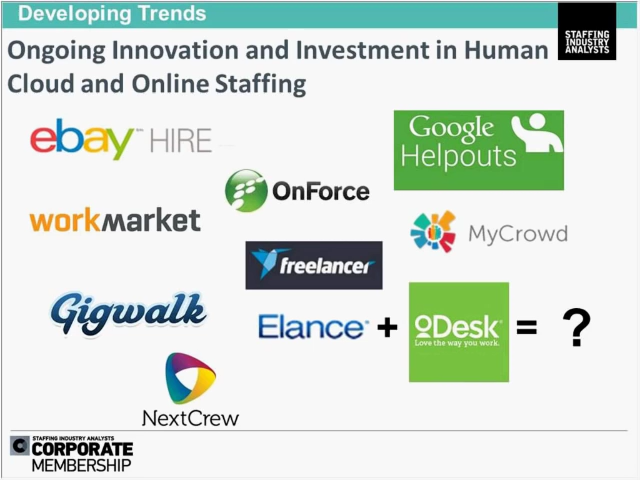 Developing Trends
STAFFING
INDUSTRY
ANALYSTS
Ongoing Innovation and Investment in Human
Cloud and Online Staffing
ebay HIRE
Google
Helpouts
OnForce
workmarket
MyCrowd
freelancer
Gigwalk
Elance + oDesk = ?
Love the way you work.
NextCrew
STAFFING INDUSTRY ANALYSTS
CORPORATE
MEMBERSHIP